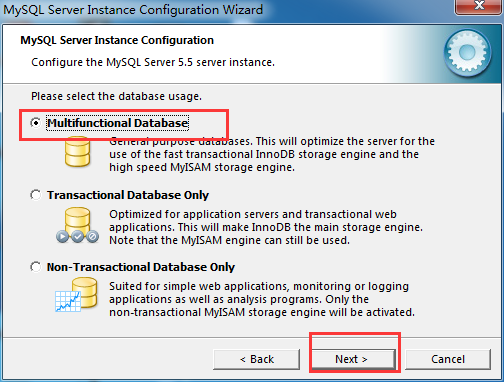 MySQL Server Instance Configuration Wizard
MySQL Server Instance Configuration
Configure the MySQL Server 5.5 server instance.
Please select the database usage.
Multifunctional Database
General purpose databases. This will optimize the server for the
use of the fast transactional InnoDB storage engine and the
high speed MyISAM storage engine.
Transactional Database Only
Optimized for application servers and transactional web
applications. This will make InnoDB the main storage engine.
Note that the MyISAM engine can still be used.
Non-Transactional Database Only
Suited for simple web applications, monitoring or logging
applications as well as analysis programs. Only the
non-transactional MyISAM storage engine will be activated.
< Back
Next >
Cancel